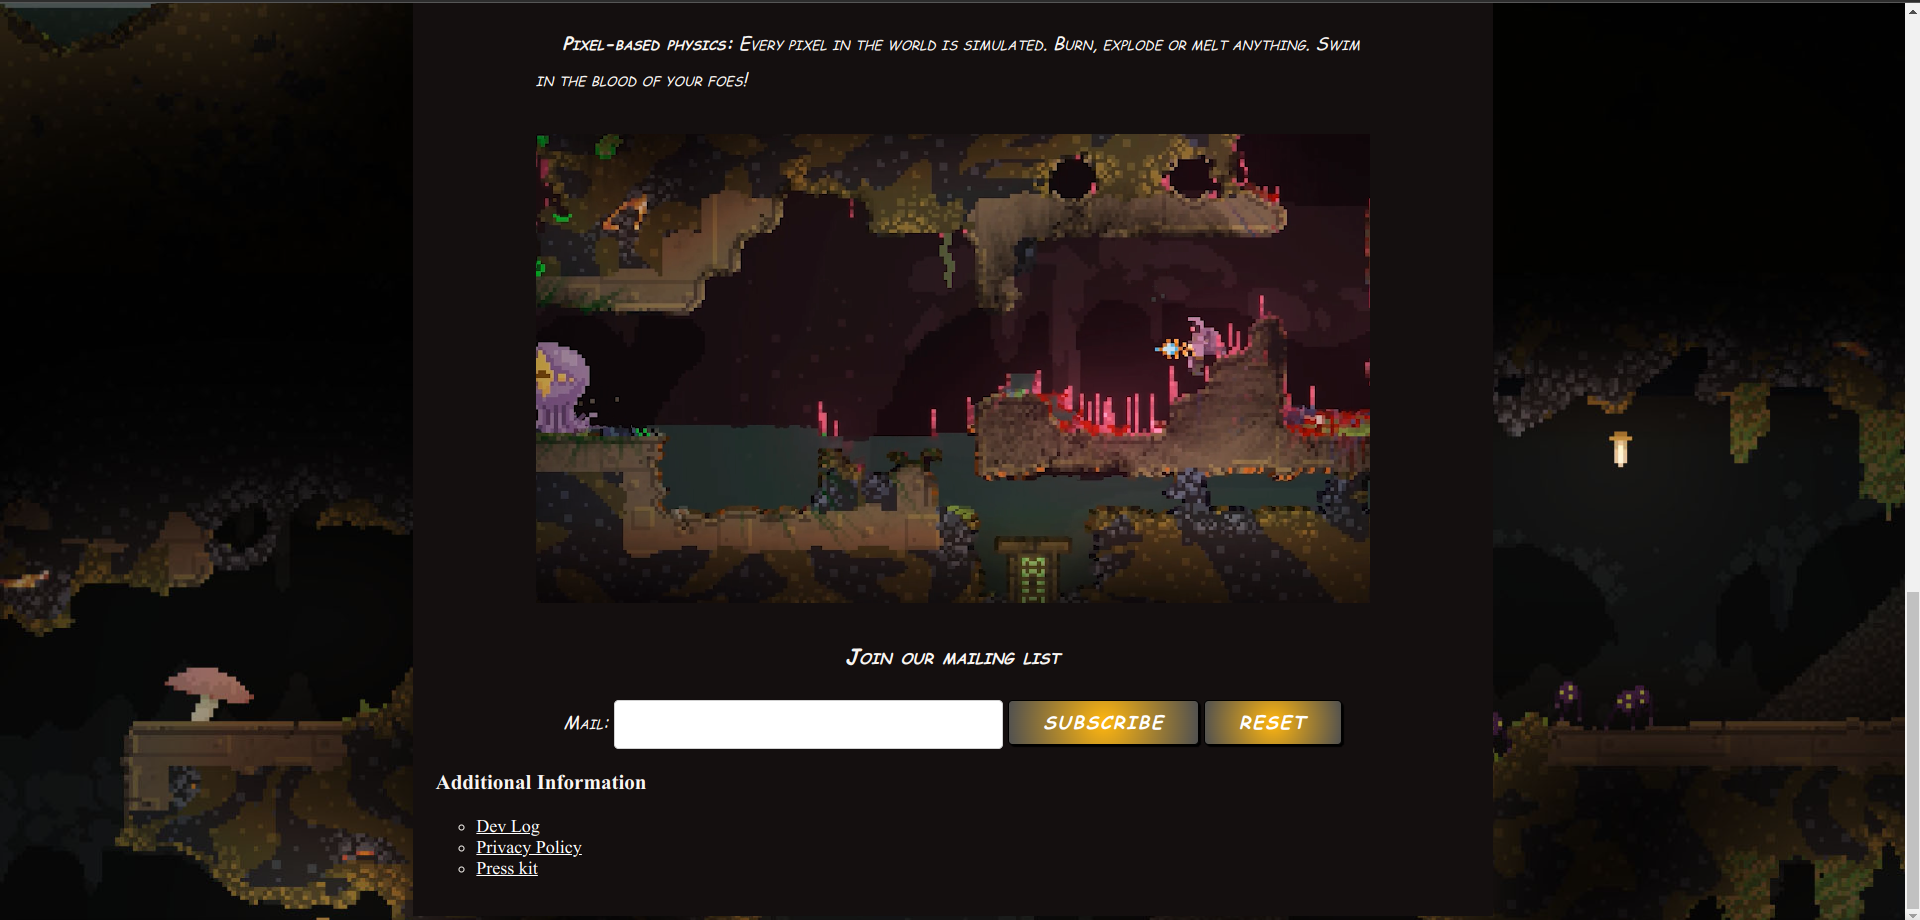 Pixel-based physics: Every pixel in the world is simulated. Burn, explode or melt anything. Swim
in the blood of your foes!
Join our mailing list
Mail: SUBSCRIBE RESET
Additional Information
Dev Log
Privacy Policy
Press kit